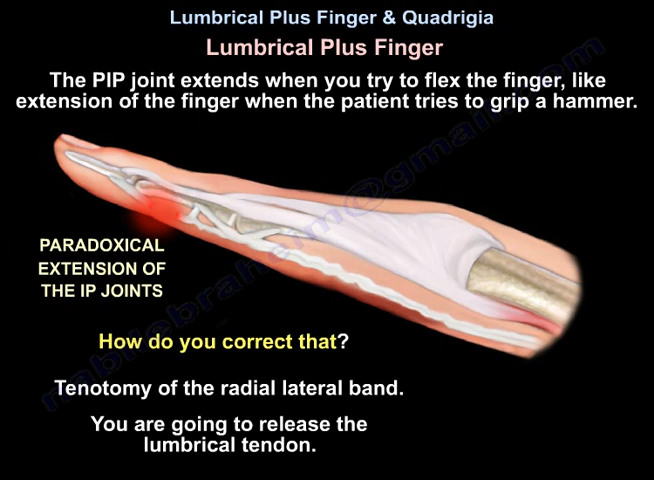 Lumbrical Plus Finger & Quadrigia
Lumbrical Plus Finger
The PIP joint extends when you try to flex the finger, like
extension of the finger when the patient tries to grip a hammer.
PARADOXICAL
EXTENSION OF
THE IP JOINTS
How do you correct that?
Tenotomy of the radial lateral band.
You are going to release the
lumbrical tendon.